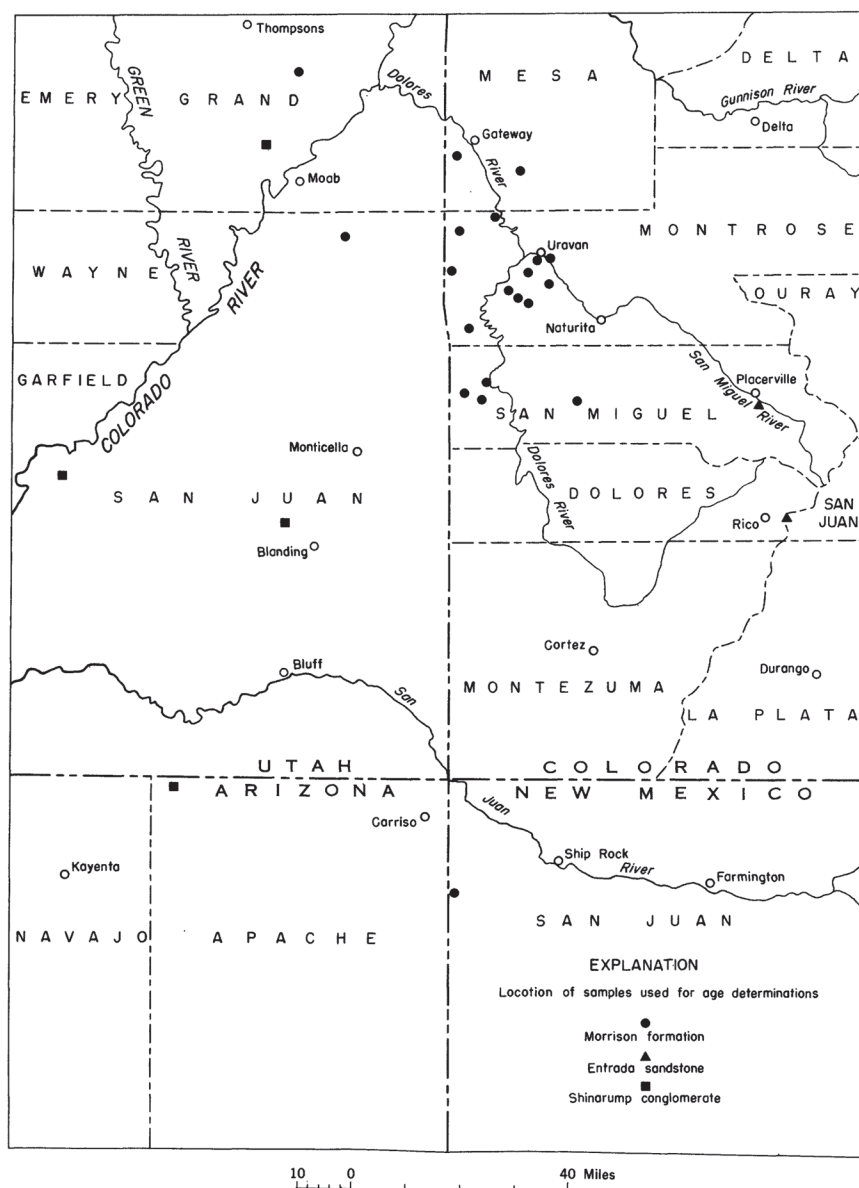 Thompsons
GREEN
EMERY
GRAND
Dolores
MESA
DELTA
Gunnison River
Delta
Gateway
River
Moab
WAYNE
RIVER
RIVER
MONTROSE
Uravan
OURAY
Naturita
GARFIELD
COLORADO
San Miguel
River
Placerville
SAN MIGUEL
Monticella
SAN JUAN
Dolores
River
DOLORES
Rico
SAN
JUAN
Blanding
Cortez
Bluff
San
MONTEZUMA
Durango
LA PLATA
UTAH
COLORADO
ARIZONA
NEW MEXICO
Carriso
Juan
Kayenta
Ship Rock
River
Farmington
NAVAJO
APACHE
SAN JUAN
EXPLANATION
Location of samples used for age determinations
Morrison formation
Entrada sandstone
Shinarump conglomerate
10 0 40 Miles